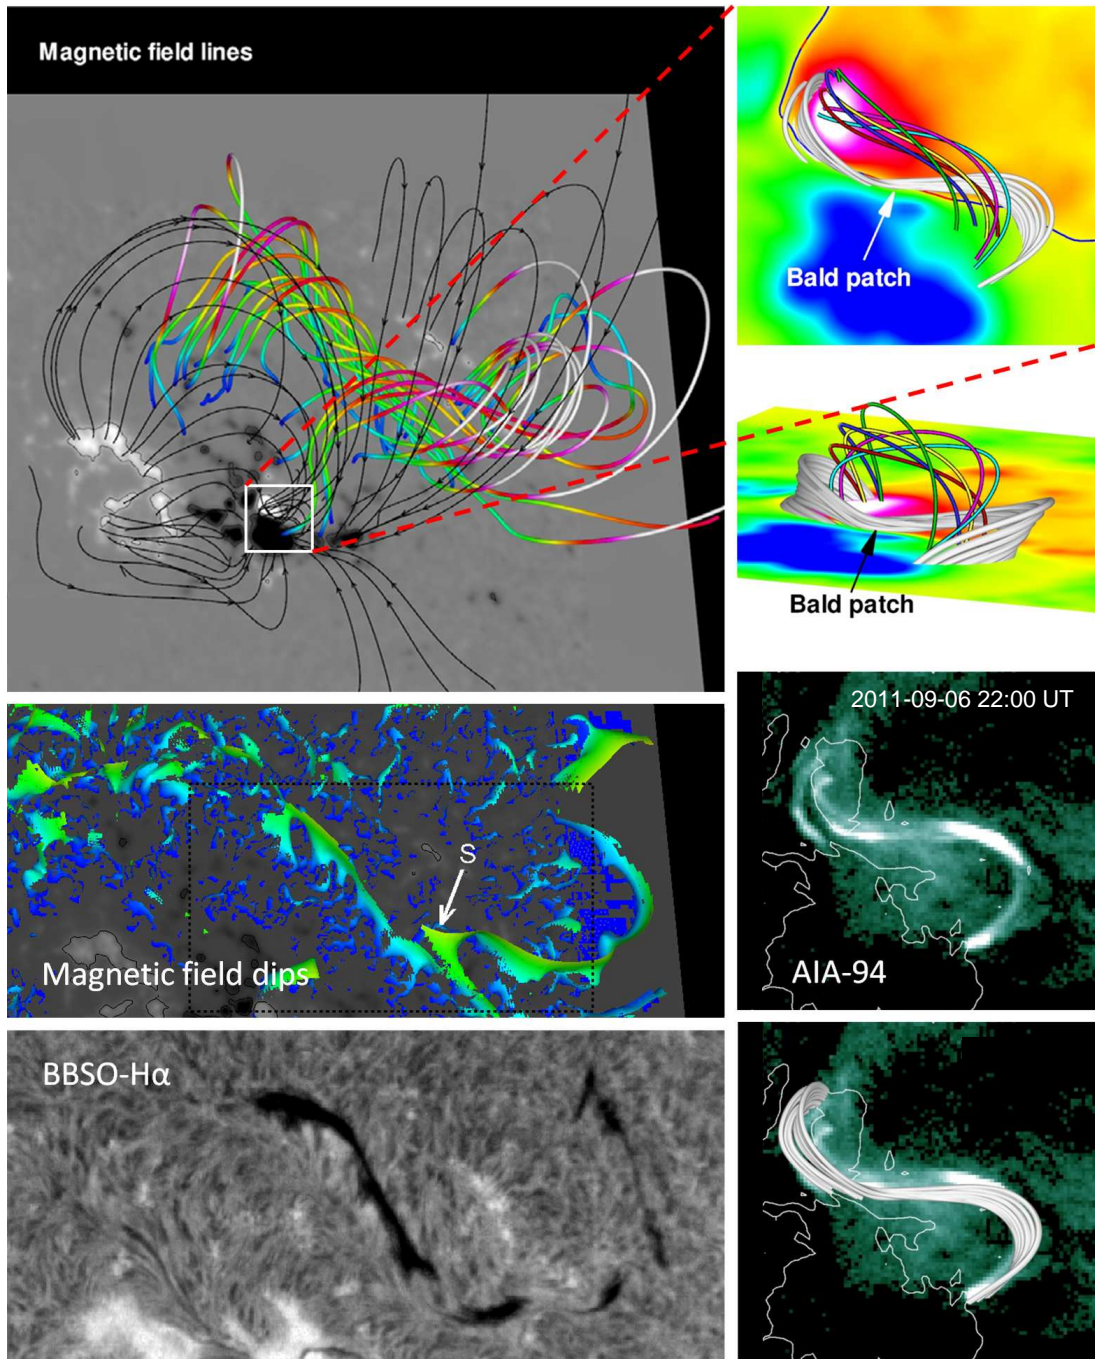 Magnetic field lines
Bald patch
Bald patch
2011-09-06 22:00 UT
S
Magnetic field dips
AIA-94
BBSO-Hα